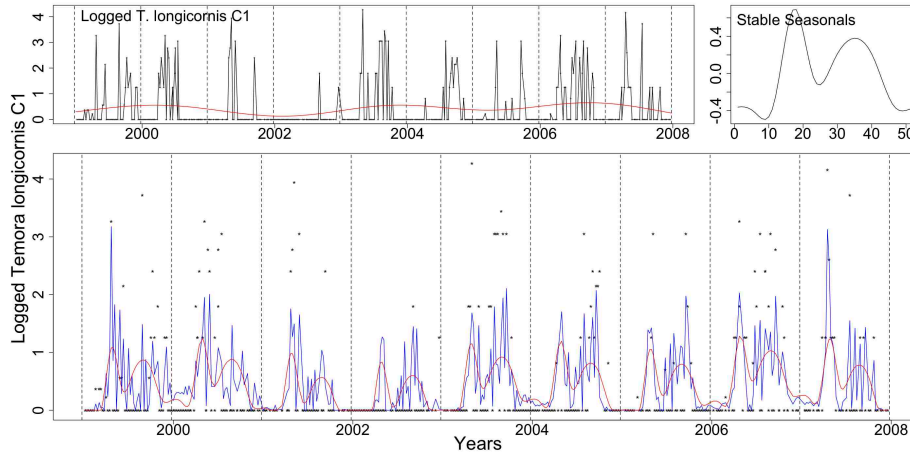 Logged T. longicornis C1
4
3
2
1
0
2000 2002 2004 2006 2008
Stable Seasonals
0.4
0.0
-0.4
0 10 20 30 40 50
Logged Temora longicornis C1
4
3
2
1
0
2000 2002 2004 2006 2008
Years